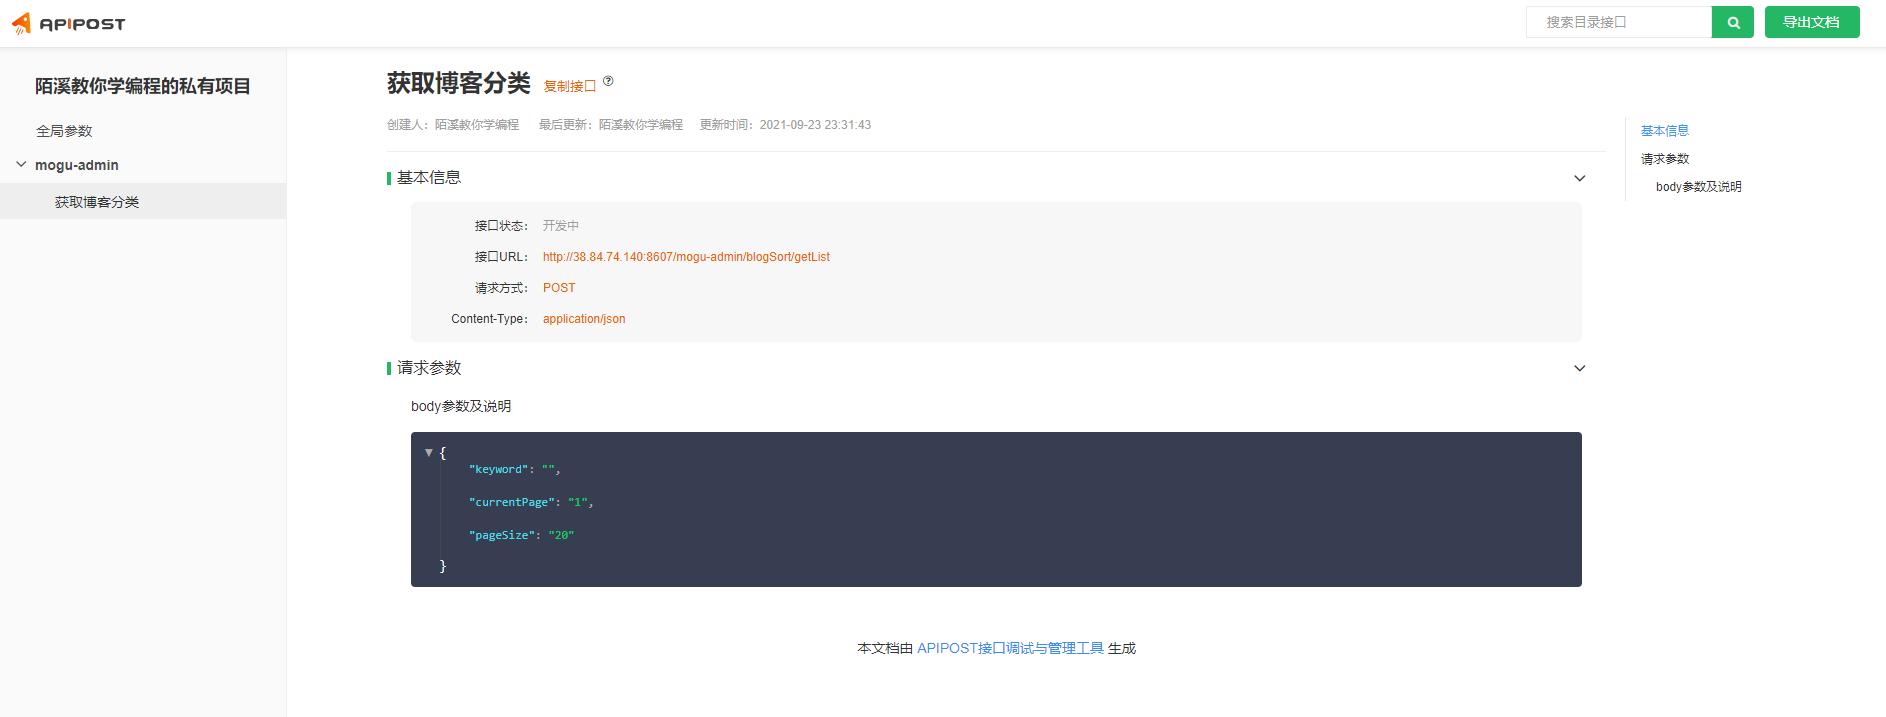 APIPOST
搜索目录接口
导出文档
陌溪教你学编程的私有项目
全局参数
mogu-admin
获取博客分类
获取博客分类 复制接口
创建人：陌溪教你学编程 最后更新：陌溪教你学编程 更新时间：2021-09-23 23:31:43
基本信息
接口状态： 开发中
接口URL： http://38.84.74.140:8607/mogu-admin/blogSort/getList
请求方式： POST
Content-Type： application/json
请求参数
body参数及说明
{
"keyword": "",
"currentPage": "1",
"pageSize": "20"
}
本文档由 APIPOST接口调试与管理工具 生成
基本信息
请求参数
body参数及说明